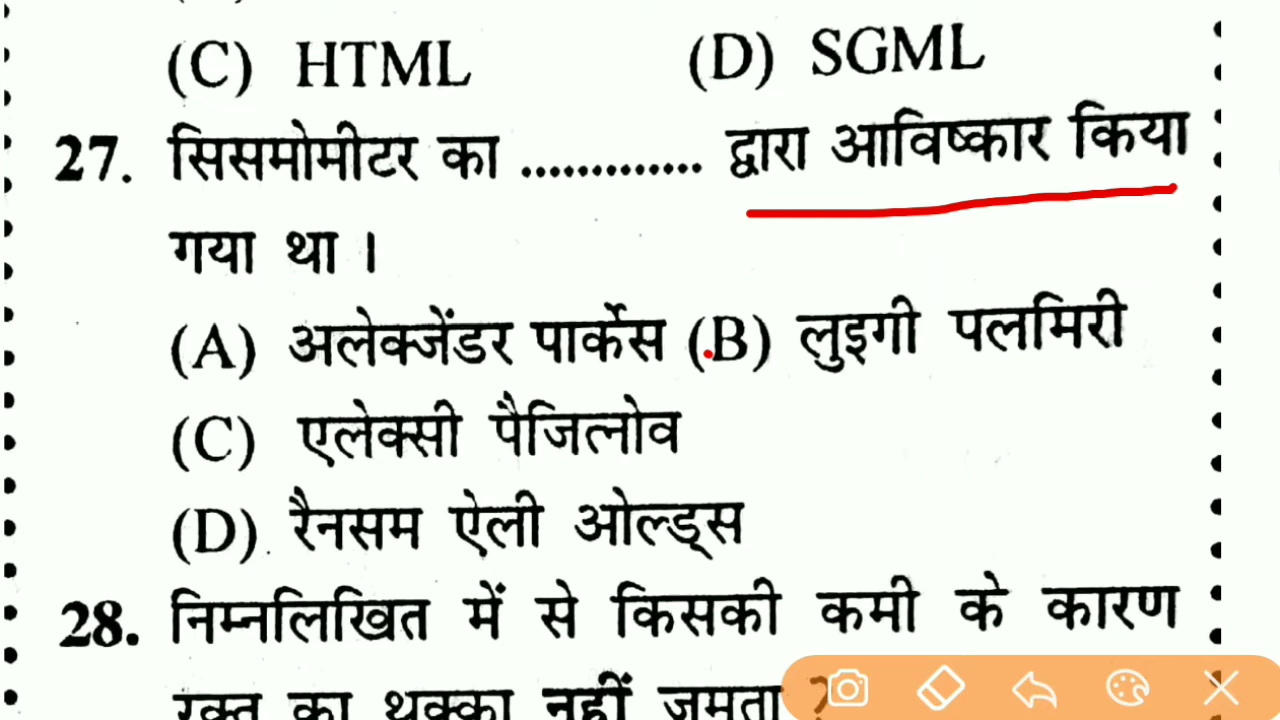 (C) HTML (D) SGML
27. सिसमोमीटर का ............. द्वारा आविष्कार किया
गया था ।
(A) अलेक्जेंडर पार्केस (B) लुइगी पलमिरी
(C) एलेक्सी पैजित्नोव
(D) रैनसम ऐली ओल्ड्स
28. निम्नलिखित में से किसकी कमी के कारण
रक्त का थक्का नहीं जमता ?